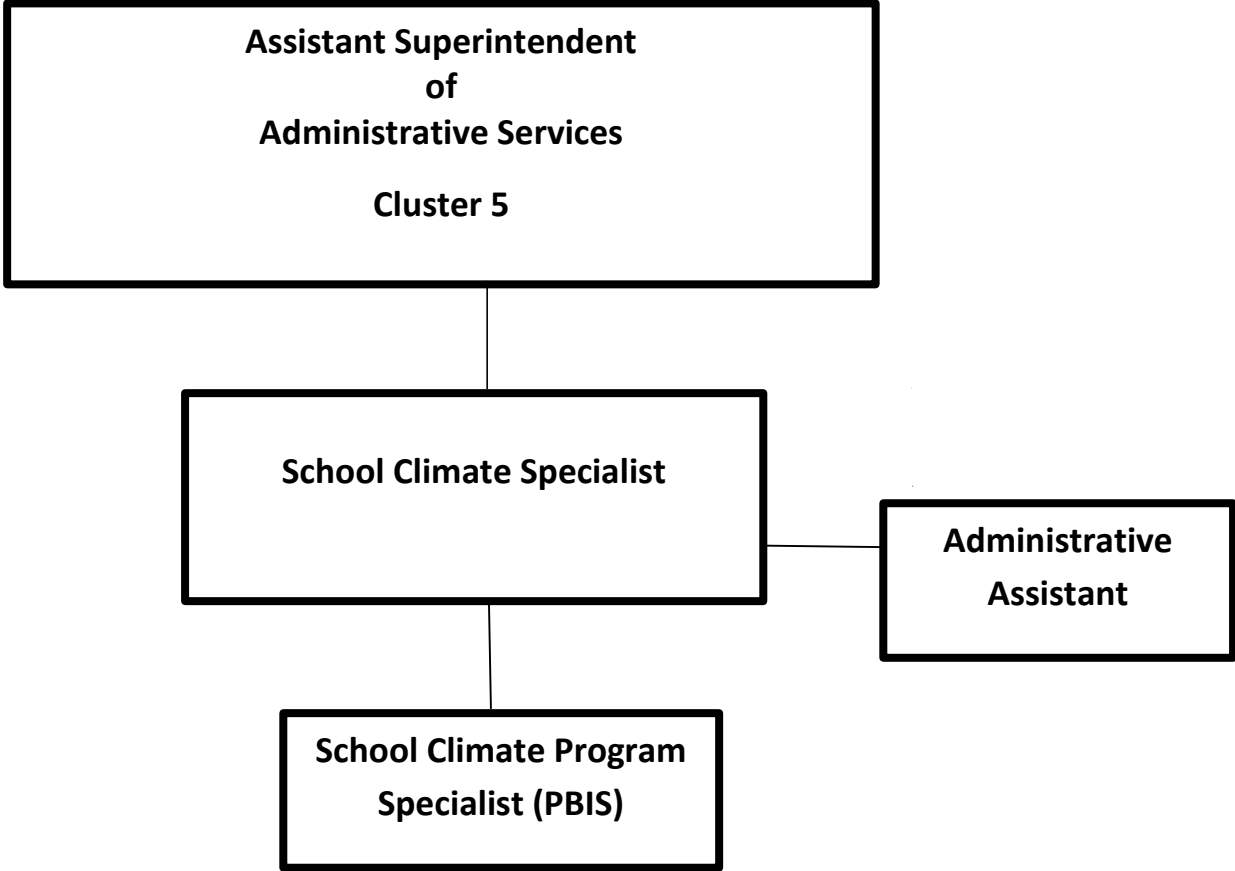 Assistant Superintendent
of
Administrative Services
Cluster 5
School Climate Specialist
Administrative
Assistant
School Climate Program
Specialist (PBIS)